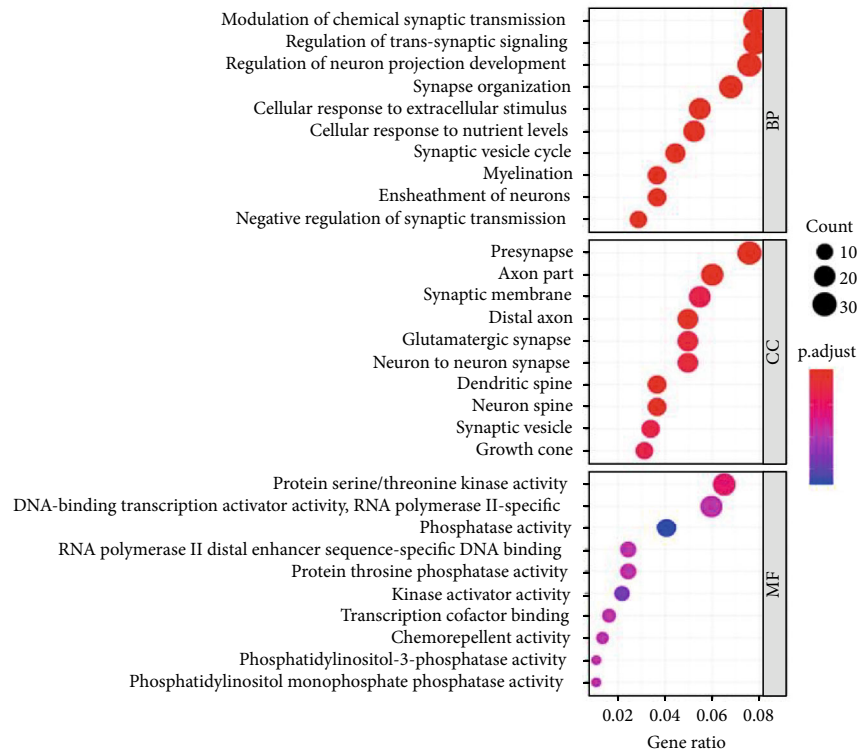 Modulation of chemical synaptic transmission
Regulation of trans-synaptic signaling
Regulation of neuron projection development
Synapse organization
Cellular response to extracellular stimulus
Cellular response to nutrient levels
Synaptic vesicle cycle
Myelination
Ensheathment of neurons
Negative regulation of synaptic transmission
BP
Presynapse
Axon part
Synaptic membrane
Distal axon
Glutamatergic synapse
Neuron to neuron synapse
Dendritic spine
Neuron spine
Synaptic vesicle
Growth cone
CC
Protein serine/threonine kinase activity
DNA-binding transcription activator activity, RNA polymerase II-specific
Phosphatase activity
RNA polymerase II distal enhancer sequence-specific DNA binding
Protein throsine phosphatase activity
Kinase activator activity
Transcription cofactor binding
Chemorepellent activity
Phosphatidylinositol-3-phosphatase activity
Phosphatidylinositol monophosphate phosphatase activity
MF
0.02 0.04 0.06 0.08
Gene ratio
Count
10
20
30
p.adjust